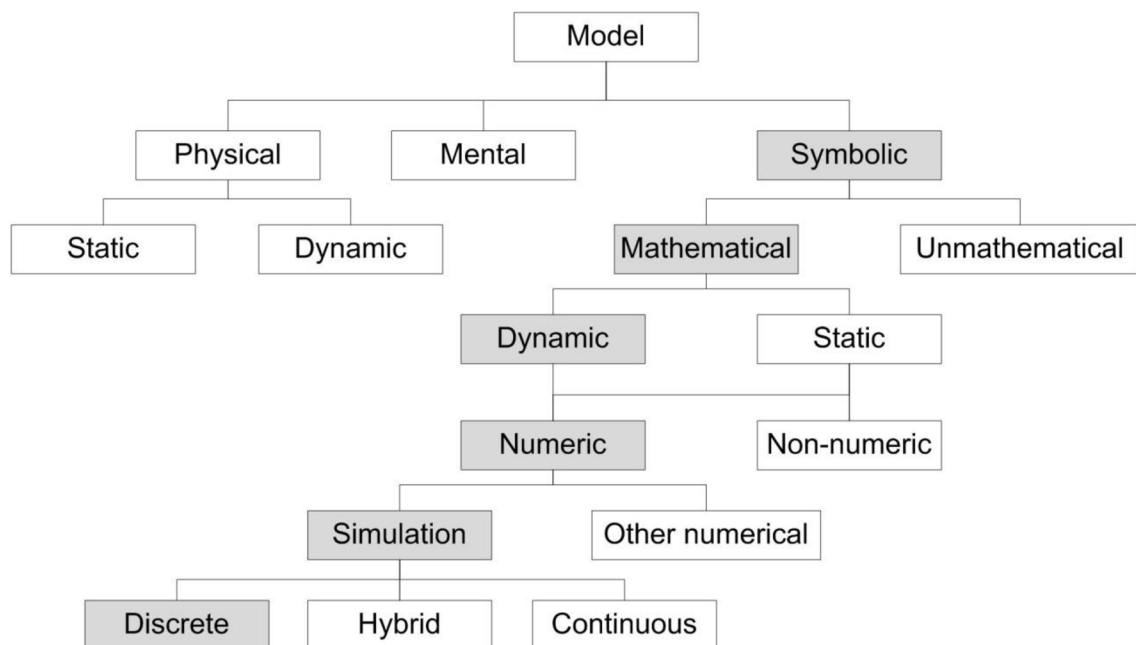 Model
Physical
Mental
Symbolic
Static
Dynamic
Mathematical
Unmathematical
Dynamic
Static
Numeric
Non-numeric
Simulation
Other numerical
Discrete
Hybrid
Continuous